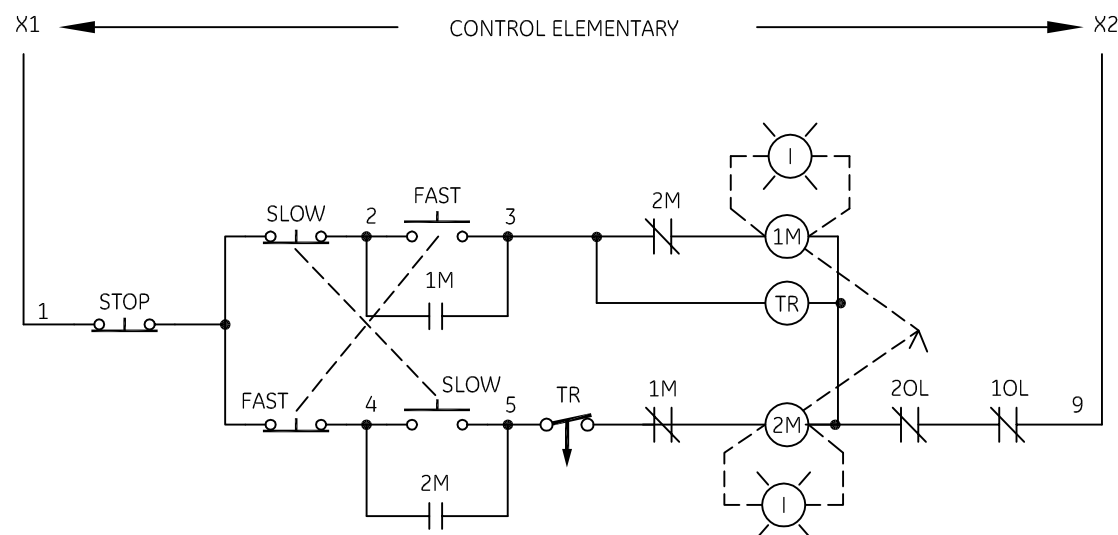 X1 CONTROL ELEMENTARY X2
I
FAST
SLOW 2 3 2M
1M
1M
TR
1 STOP
SLOW
FAST 4 5 TR 1M 2OL 1OL 9
2M
2M
I